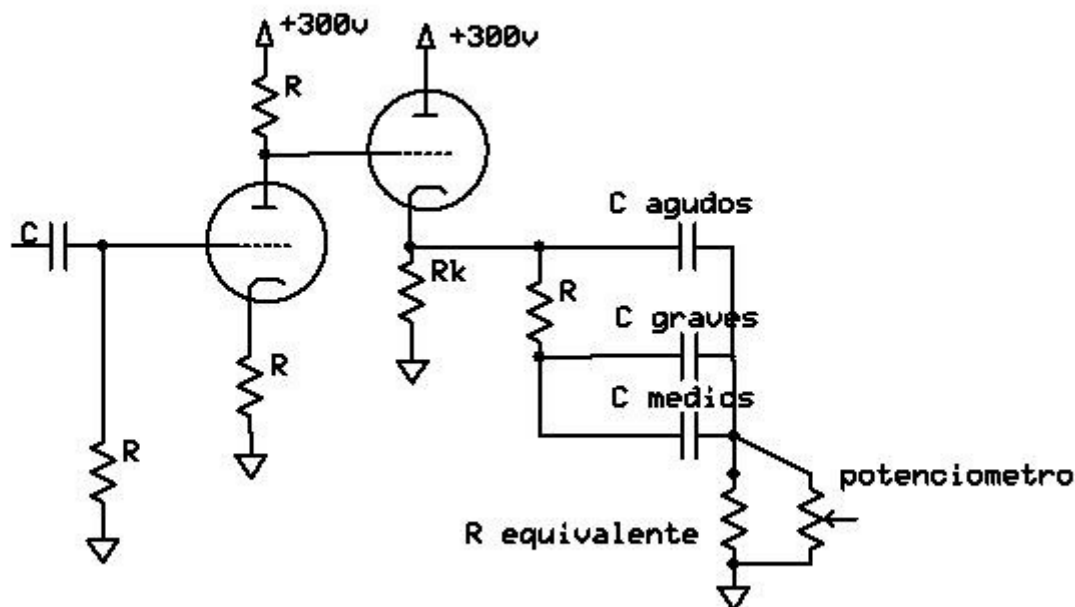 +300v
+300v
R
C agudos
C
Rk
R
C graves
R
C medios
R
potenciometro
R equivalente